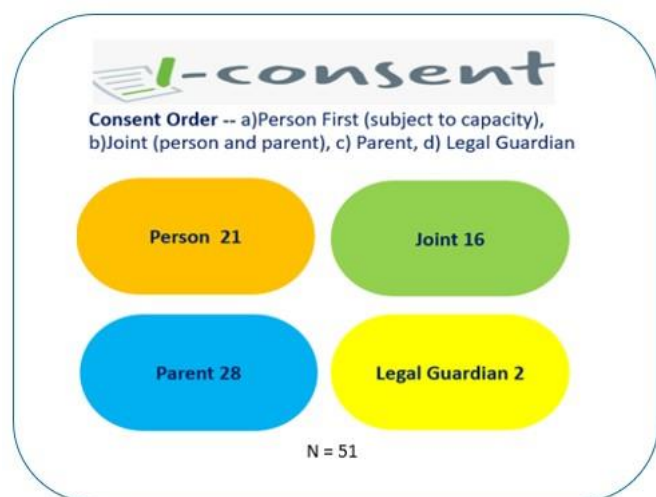 I-consent
Consent Order -- a)Person First (subject to capacity),
b)Joint (person and parent), c) Parent, d) Legal Guardian
Person 21
Joint 16
Parent 28
Legal Guardian 2
N = 51